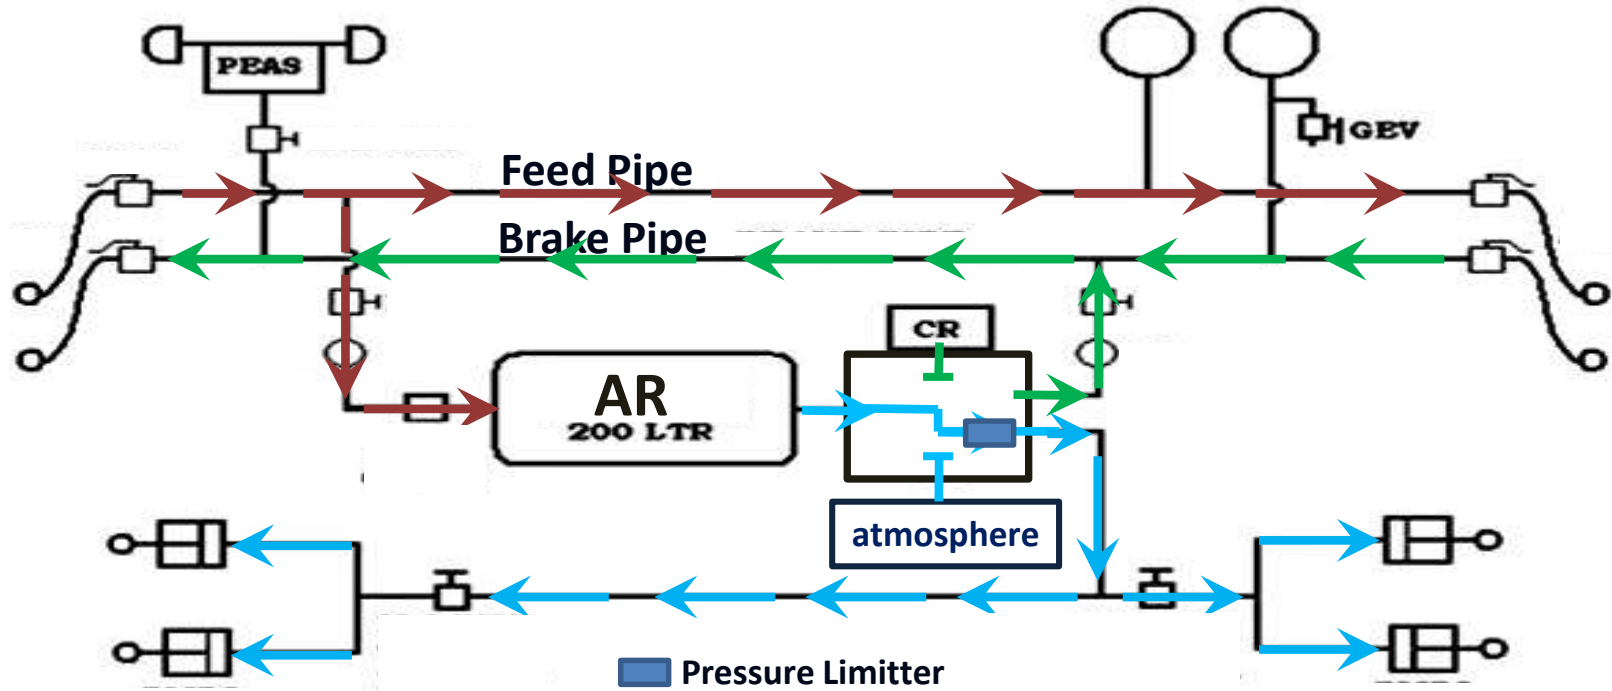 PEAS
GEV
Feed Pipe
Brake Pipe
CR
AR
200 LTR
atmosphere
Pressure Limitter